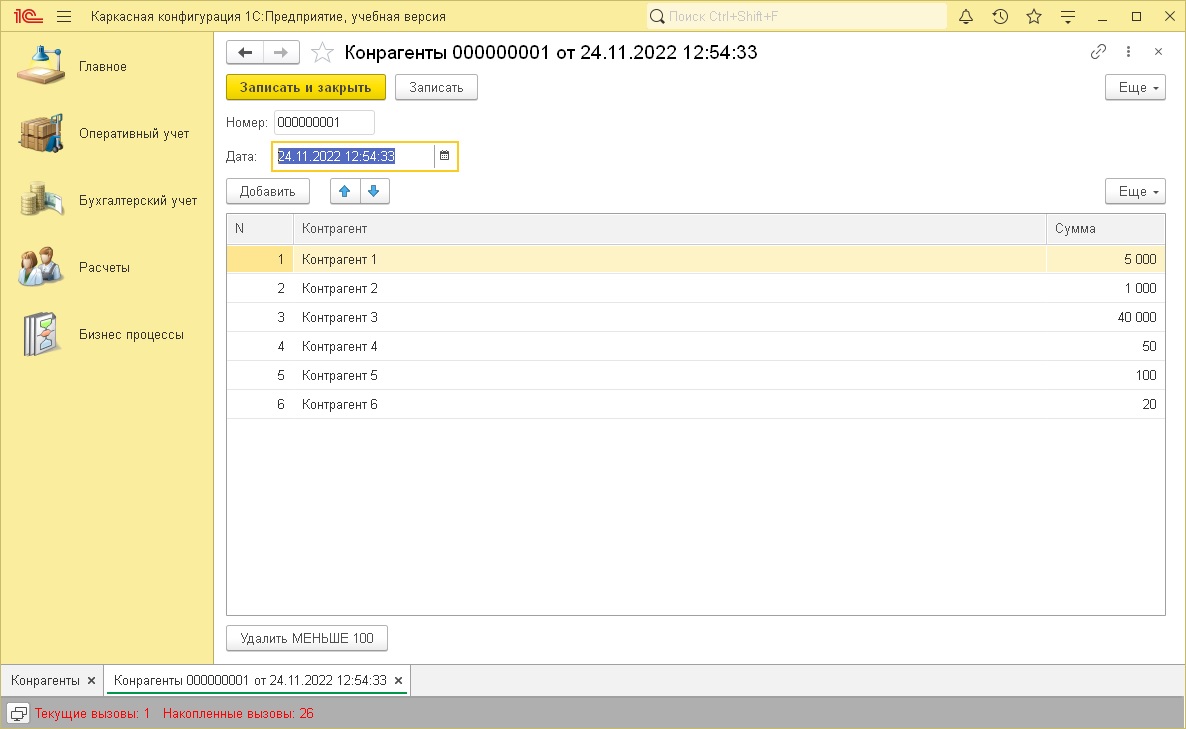 1С Каркасная конфигурация 1С:Предприятие, учебная версия Поиск Ctrl+Shift+F
Главное
Оперативный учет
Бухгалтерский учет
Расчеты
Бизнес процессы
Конрагенты 000000001 от 24.11.2022 12:54:33
Записать и закрыть Записать Еще
Номер: 000000001
Дата: 24.11.2022 12:54:33
Добавить Еще
N Контрагент Сумма
1 Контрагент 1 5 000
2 Контрагент 2 1 000
3 Контрагент 3 40 000
4 Контрагент 4 50
5 Контрагент 5 100
6 Контрагент 6 20
Удалить МЕНЬШЕ 100
Конрагенты × Конрагенты 000000001 от 24.11.2022 12:54:33 ×
Текущие вызовы: 1 Накопленные вызовы: 26